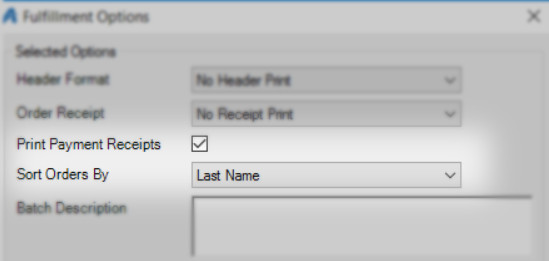 Fulfillment Options
Selected Options
Header Format No Header Print
Order Receipt No Receipt Print
Print Payment Receipts
Sort Orders By Last Name
Batch Description